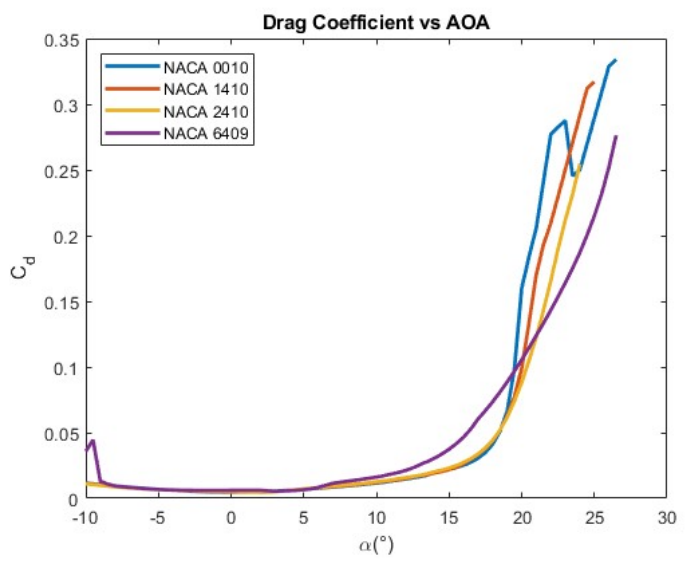 Drag Coefficient vs AOA
0.35
0.3
0.25
0.2
0.15
0.1
0.05
0
C_d
NACA 0010
NACA 1410
NACA 2410
NACA 6409
-10 -5 0 5 10 15 20 25 30
α(°)